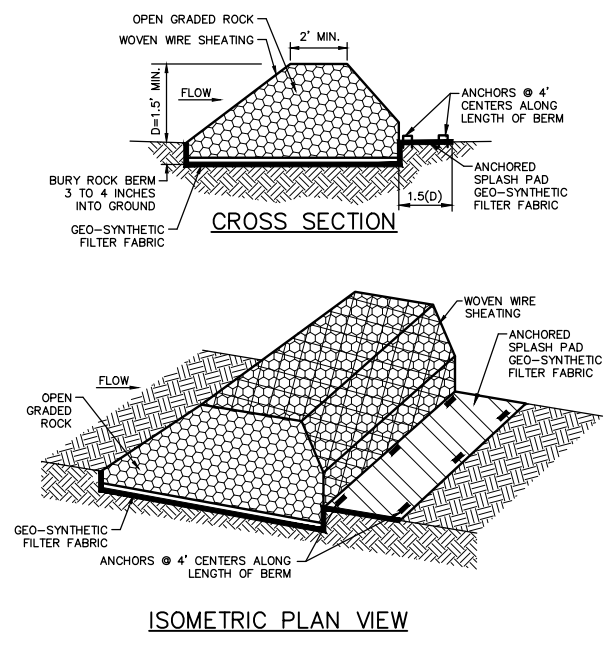 OPEN GRADED ROCK
WOVEN WIRE SHEATING
2' MIN.
D=1.5' MIN.
FLOW
ANCHORS @ 4'
CENTERS ALONG
LENGTH OF BERM
BURY ROCK BERM
3 TO 4 INCHES
INTO GROUND
GEO-SYNTHETIC
FILTER FABRIC
ANCHORED
SPLASH PAD
GEO-SYNTHETIC
FILTER FABRIC
1.5(D)
CROSS SECTION
WOVEN WIRE
SHEATING
ANCHORED
SPLASH PAD
GEO-SYNTHETIC
FILTER FABRIC
FLOW
OPEN
GRADED
ROCK
GEO-SYNTHETIC
FILTER FABRIC
ANCHORS @ 4' CENTERS ALONG
LENGTH OF BERM
ISOMETRIC PLAN VIEW